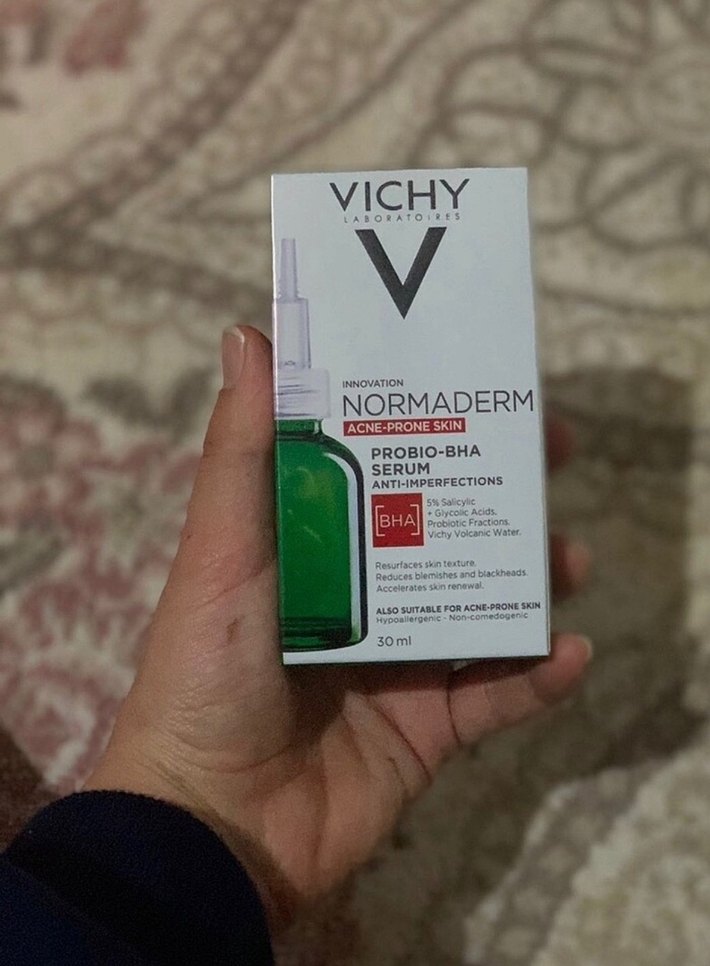 VICHY
LABORATOIRES
INNOVATION
NORMADERM
ACNE-PRONE SKIN
PROBIO-BHA
SERUM
ANTI-IMPERFECTIONS
[BHA]
5% Salicylic
+ Glycolic Acids.
Probiotic Fractions.
Vichy Volcanic Water.
Resurfaces skin texture.
Reduces blemishes and blackheads.
Accelerates skin renewal.
ALSO SUITABLE FOR ACNE-PRONE SKIN
Hypoallergenic - Non-comedogenic
30 ml